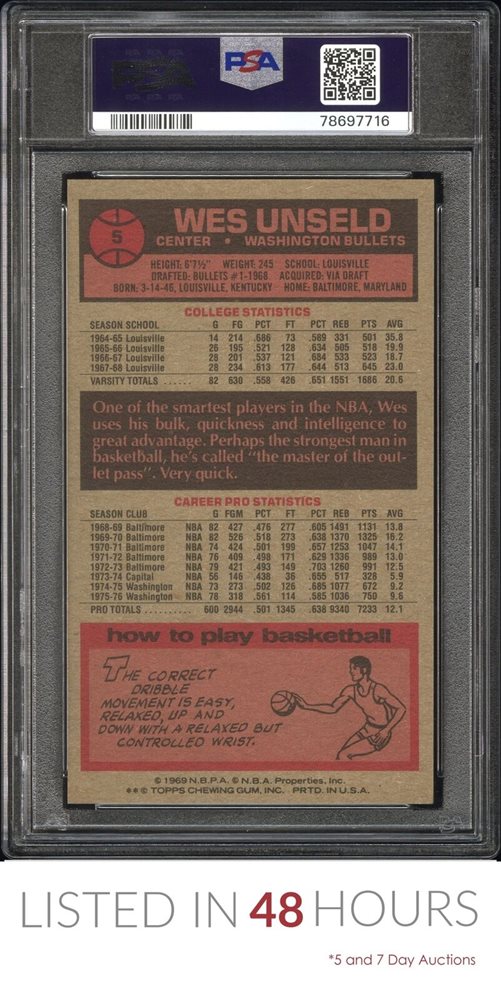 PSA
78697716
5
WES UNSELD
CENTER • WASHINGTON BULLETS
HEIGHT: 6'7½" WEIGHT: 245 SCHOOL: LOUISVILLE
DRAFTED: BULLETS #1-1968 ACQUIRED: VIA DRAFT
BORN: 3-14-46, LOUISVILLE, KENTUCKY HOME: BALTIMORE, MARYLAND
COLLEGE STATISTICS
SEASON SCHOOL G FG PCT FT PCT REB PTS AVG
1964-65 Louisville 14 214 .686 73 .589 331 501 35.8
1965-66 Louisville 26 195 .521 128 .634 505 518 19.9
1966-67 Louisville 28 201 .537 121 .684 533 523 18.7
1967-68 Louisville 28 234 .613 177 .644 513 645 23.0
VARSITY TOTALS ...... 82 630 .558 426 .651 1551 1686 20.6
One of the smartest players in the NBA, Wes
uses his bulk, quickness and intelligence to
great advantage. Perhaps the strongest man in
basketball, he's called "the master of the out-
let pass". Very quick.
CAREER PRO STATISTICS
SEASON CLUB G FGM PCT FT PCT REB PTS AVG
1968-69 Baltimore NBA 82 427 .476 277 .605 1491 1131 13.8
1969-70 Baltimore NBA 82 526 .518 273 .638 1370 1325 16.2
1970-71 Baltimore NBA 74 424 .501 199 .657 1253 1047 14.1
1971-72 Baltimore NBA 76 409 .498 171 .629 1336 989 13.0
1972-73 Baltimore NBA 79 421 .493 149 .703 1260 991 12.5
1973-74 Capital NBA 56 146 .438 36 .655 517 328 5.9
1974-75 Washington NBA 73 273 .502 126 .685 1077 672 9.2
1975-76 Washington NBA 78 318 .561 114 .585 1036 750 9.6
PRO TOTALS .......... 600 2944 .501 1345 .638 9340 7233 12.1
how to play basketball
THE CORRECT
DRIBBLE
MOVEMENT IS EASY,
RELAXED, UP AND
DOWN WITH A RELAXED BUT
CONTROLLED WRIST.
© 1969 N.B.P.A. © N.B.A. Properties, Inc.
** © TOPPS CHEWING GUM, INC. PRTD. IN U.S.A.
LISTED IN 48 HOURS
*5 and 7 Day Auctions